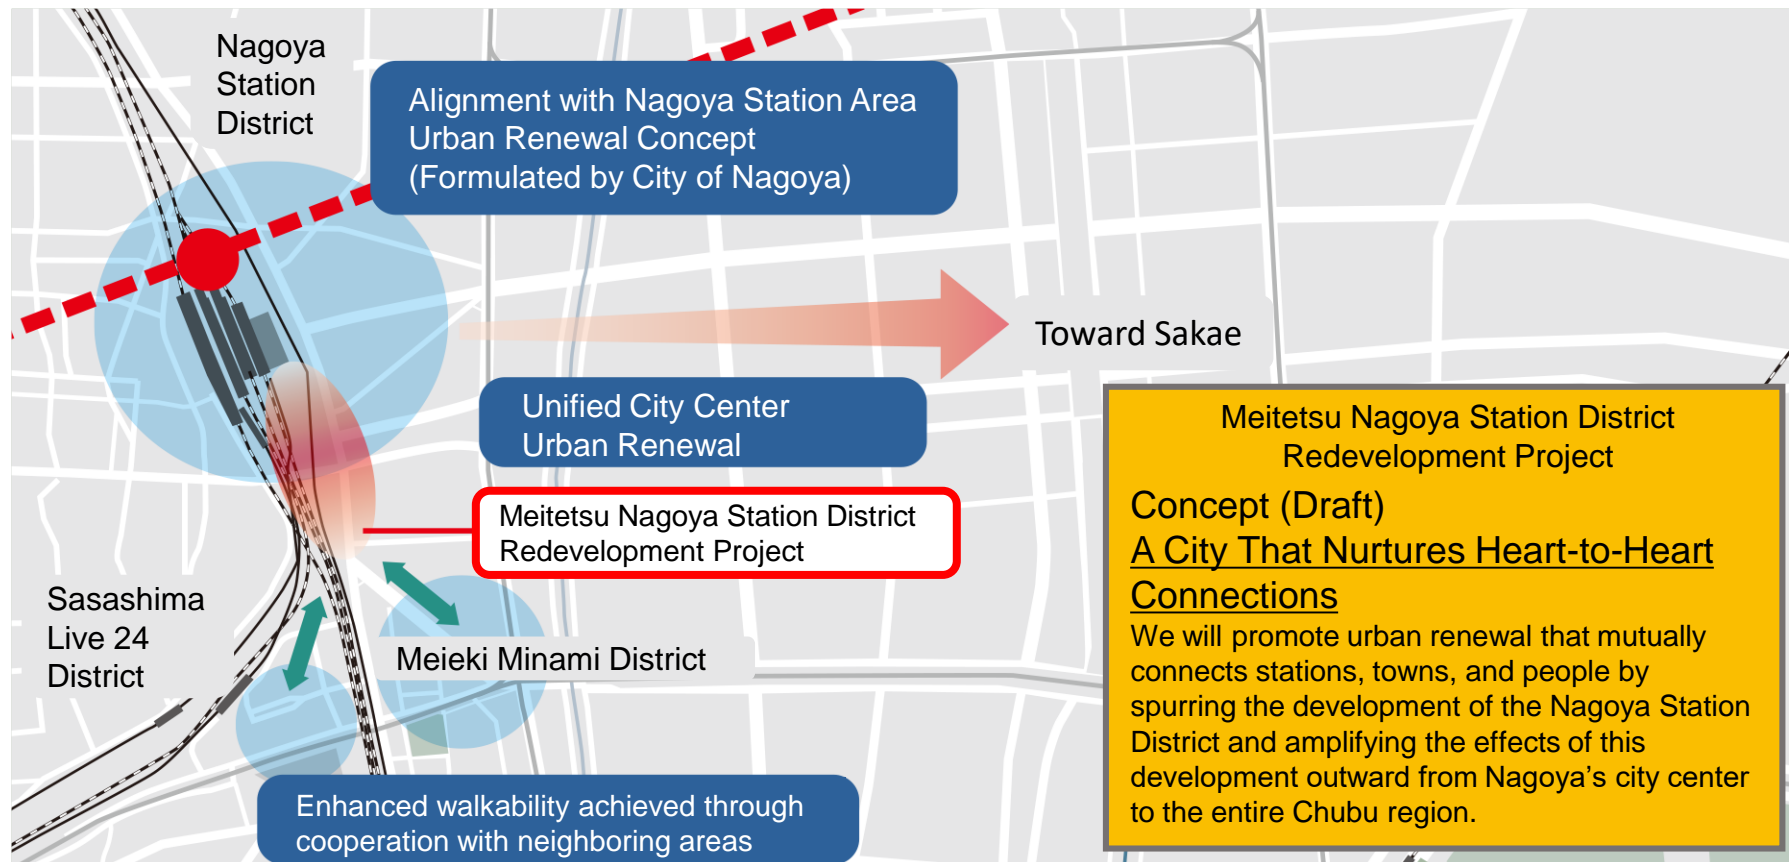 Nagoya
Station
District
Alignment with Nagoya Station Area
Urban Renewal Concept
(Formulated by City of Nagoya)
Toward Sakae
Unified City Center
Urban Renewal
Meitetsu Nagoya Station District
Redevelopment Project
Sasashima
Live 24
District
Meieki Minami District
Enhanced walkability achieved through
cooperation with neighboring areas
Meitetsu Nagoya Station District
Redevelopment Project
Concept (Draft)
A City That Nurtures Heart-to-Heart
Connections
We will promote urban renewal that mutually
connects stations, towns, and people by
spurring the development of the Nagoya Station
District and amplifying the effects of this
development outward from Nagoya’s city center
to the entire Chubu region.